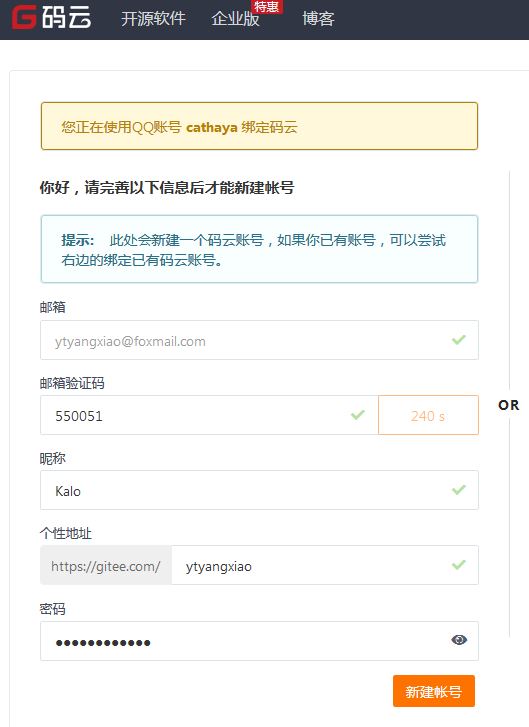 码云 开源软件 企业版 特惠 博客
您正在使用QQ账号 cathaya 绑定码云
你好，请完善以下信息后才能新建帐号
提示： 此处会新建一个码云账号，如果你已有账号，可以尝试
右边的绑定已有码云账号。
邮箱
ytyangxiao@foxmail.com
邮箱验证码
550051 240 s
OR
昵称
Kalo
个性地址
https://gitee.com/ ytyangxiao
密码
●●●●●●●●●●●●
新建帐号